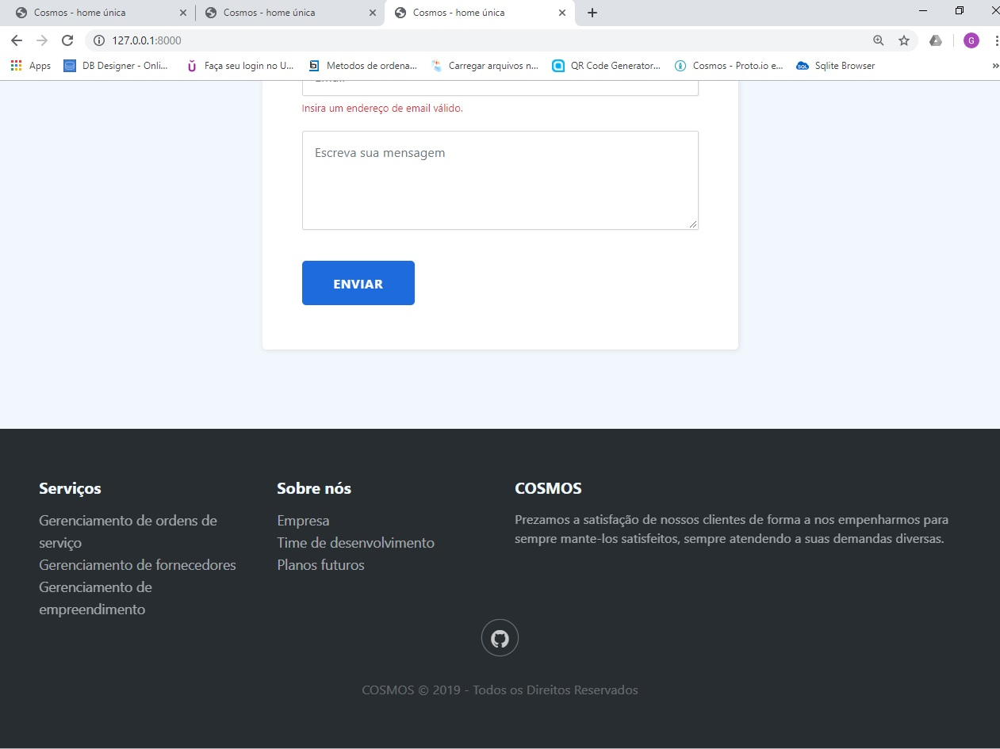 Cosmos - home única
Cosmos - home única
Cosmos - home única
127.0.0.1:8000
G
Apps
DB Designer - Onli...
Faça seu login no U...
Metodos de ordena...
Carregar arquivos n...
QR Code Generator...
Cosmos - Proto.io e...
Sqlite Browser
»
Email
Insira um endereço de email válido.
Escreva sua mensagem
ENVIAR
Serviços
Gerenciamento de ordens de
serviço
Gerenciamento de fornecedores
Gerenciamento de
empreendimento
Sobre nós
Empresa
Time de desenvolvimento
Planos futuros
COSMOS
Prezamos a satisfação de nossos clientes de forma a nos empenharmos para
sempre mante-los satisfeitos, sempre atendendo a suas demandas diversas.
COSMOS © 2019 - Todos os Direitos Reservados